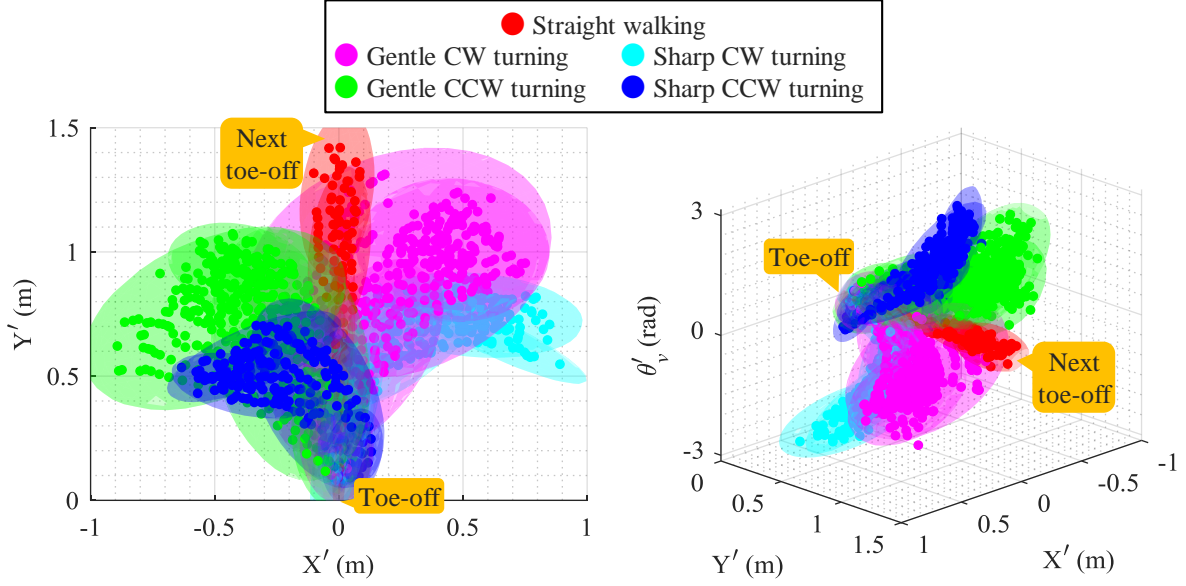 Straight walking
Gentle CW turning
Sharp CW turning
Gentle CCW turning
Sharp CCW turning
1.5
1
0.5
0
Y′ (m)
-1
-0.5
0
0.5
1
X′ (m)
Next
toe-off
Toe-off
3
0
-3
θ′v (rad)
0
0.5
1
1.5
Y′ (m)
1
0.5
0
-0.5
-1
X′ (m)
Toe-off
Next
toe-off